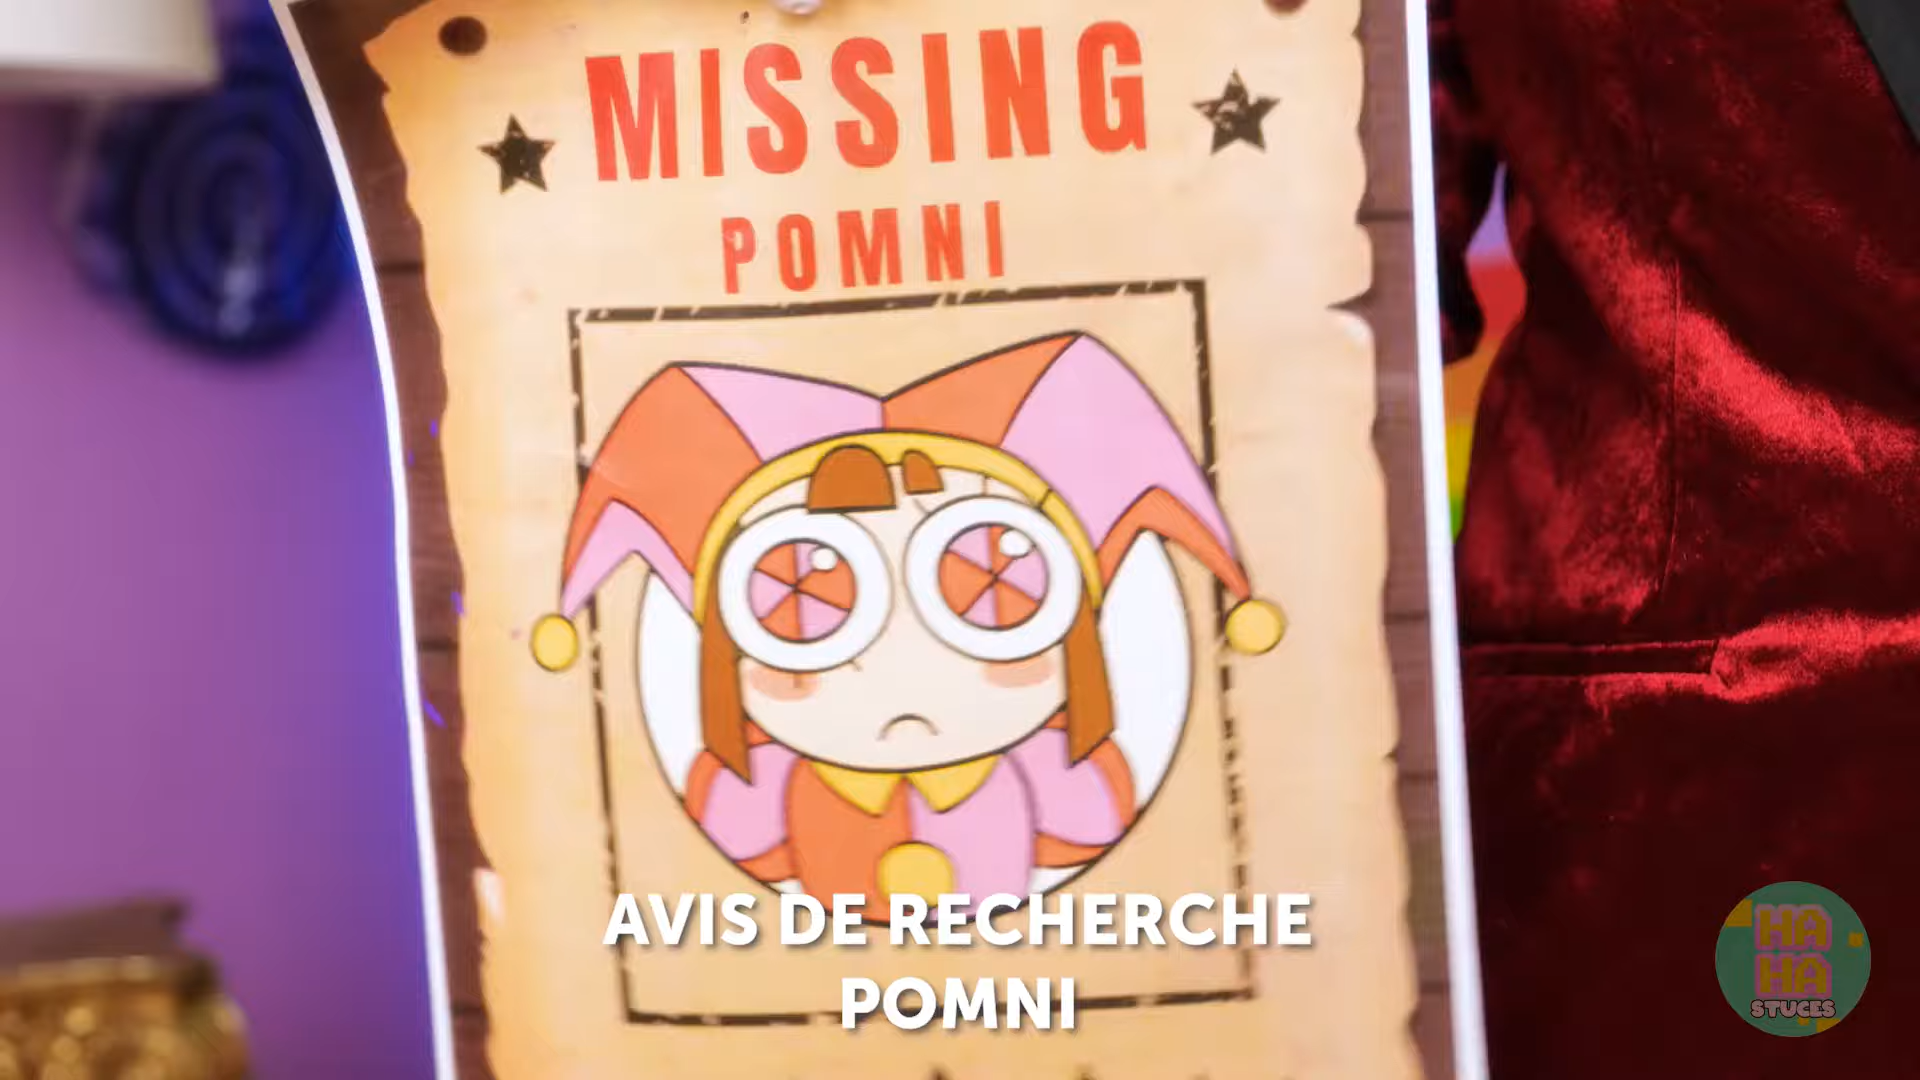 MISSING
POMNI
AVIS DE RECHERCHE
POMNI
HA
HA
STUCES